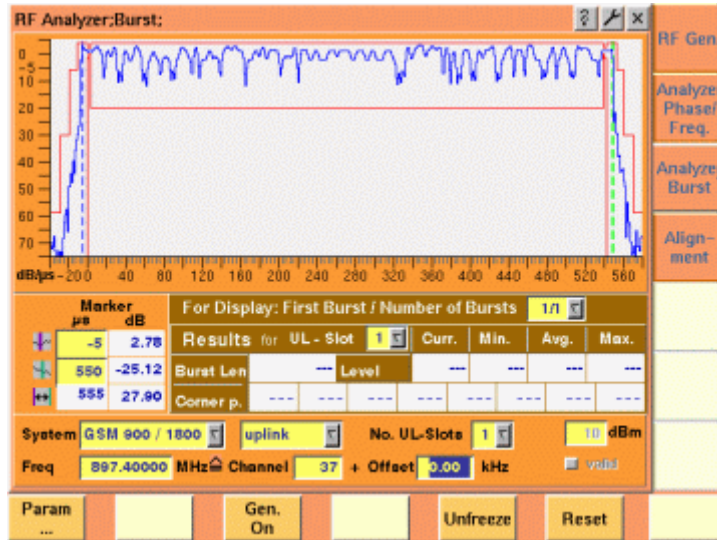 RF Analyzer;Burst;
RF Gen
Analyze
Phase/
Freq.
Analyze
Burst
Align-
ment
0
-5
10
20
30
40
50
60
70
dB/µs -20 0 40 80 120 160 200 240 280 320 360 400 440 480 520 560
Marker
µs dB
-5 2.78
550 -25.12
555 27.90
For Display: First Burst / Number of Bursts 1/1
Results for UL - Slot 1 Curr. Min. Avg. Max.
Burst Len --- Level --- --- --- ---
Corner p. --- --- --- --- --- --- --- ---
System GSM 900 / 1800 uplink No. UL-Slots 1 10 dBm
Freq 897.40000 MHz Channel 37 + Offset 0.00 kHz valid
Param
...
Gen.
On
Unfreeze
Reset